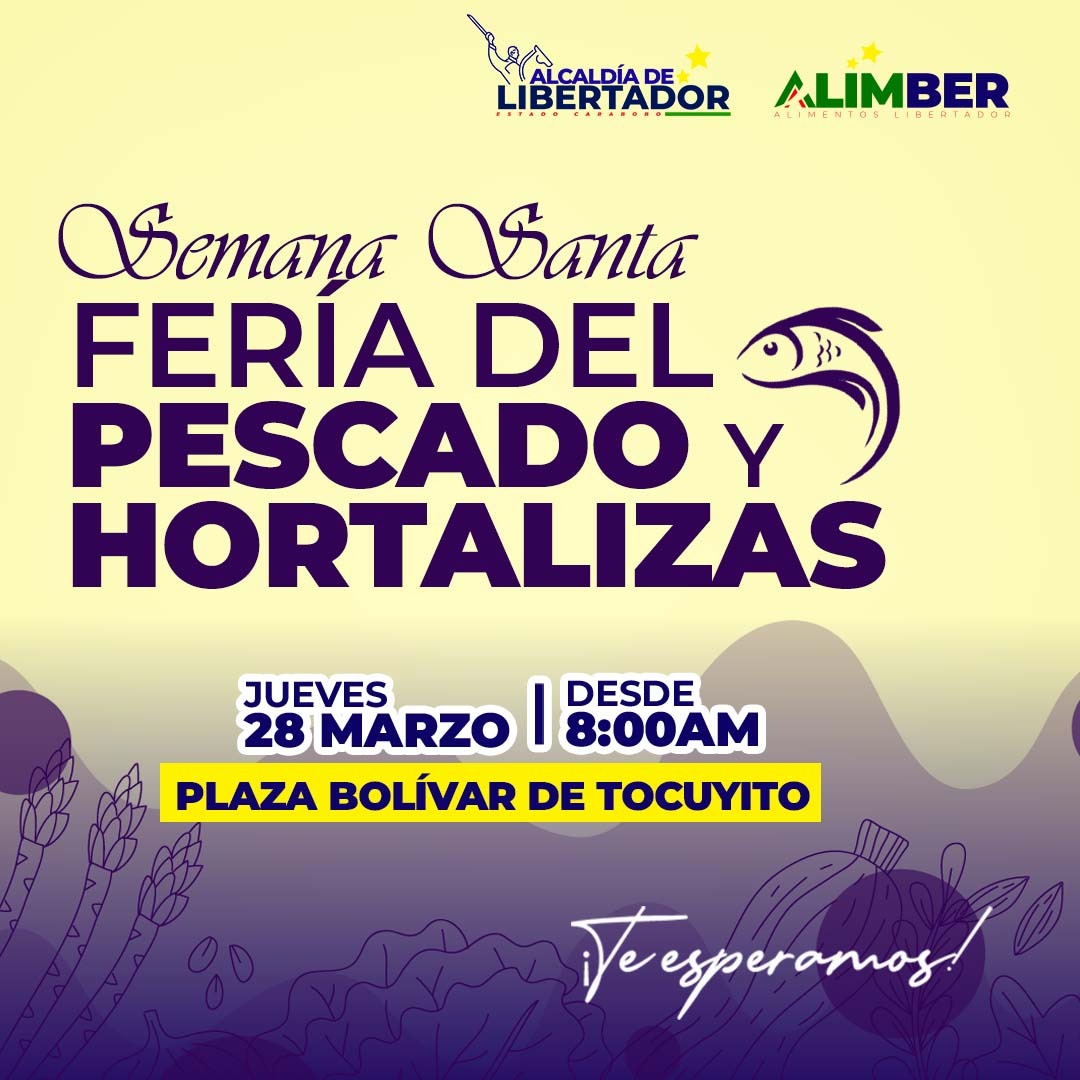 ALCALDÍA DE
LIBERTADOR
ESTADO CARABOBO
ALIMBER
ALIMENTOS LIBERTADOR
Semana Santa
FERÍA DEL
PESCADO Y
HORTALIZAS
JUEVES
28 MARZO
DESDE
8:00AM
PLAZA BOLÍVAR DE TOCUYITO
¡Te esperamos!